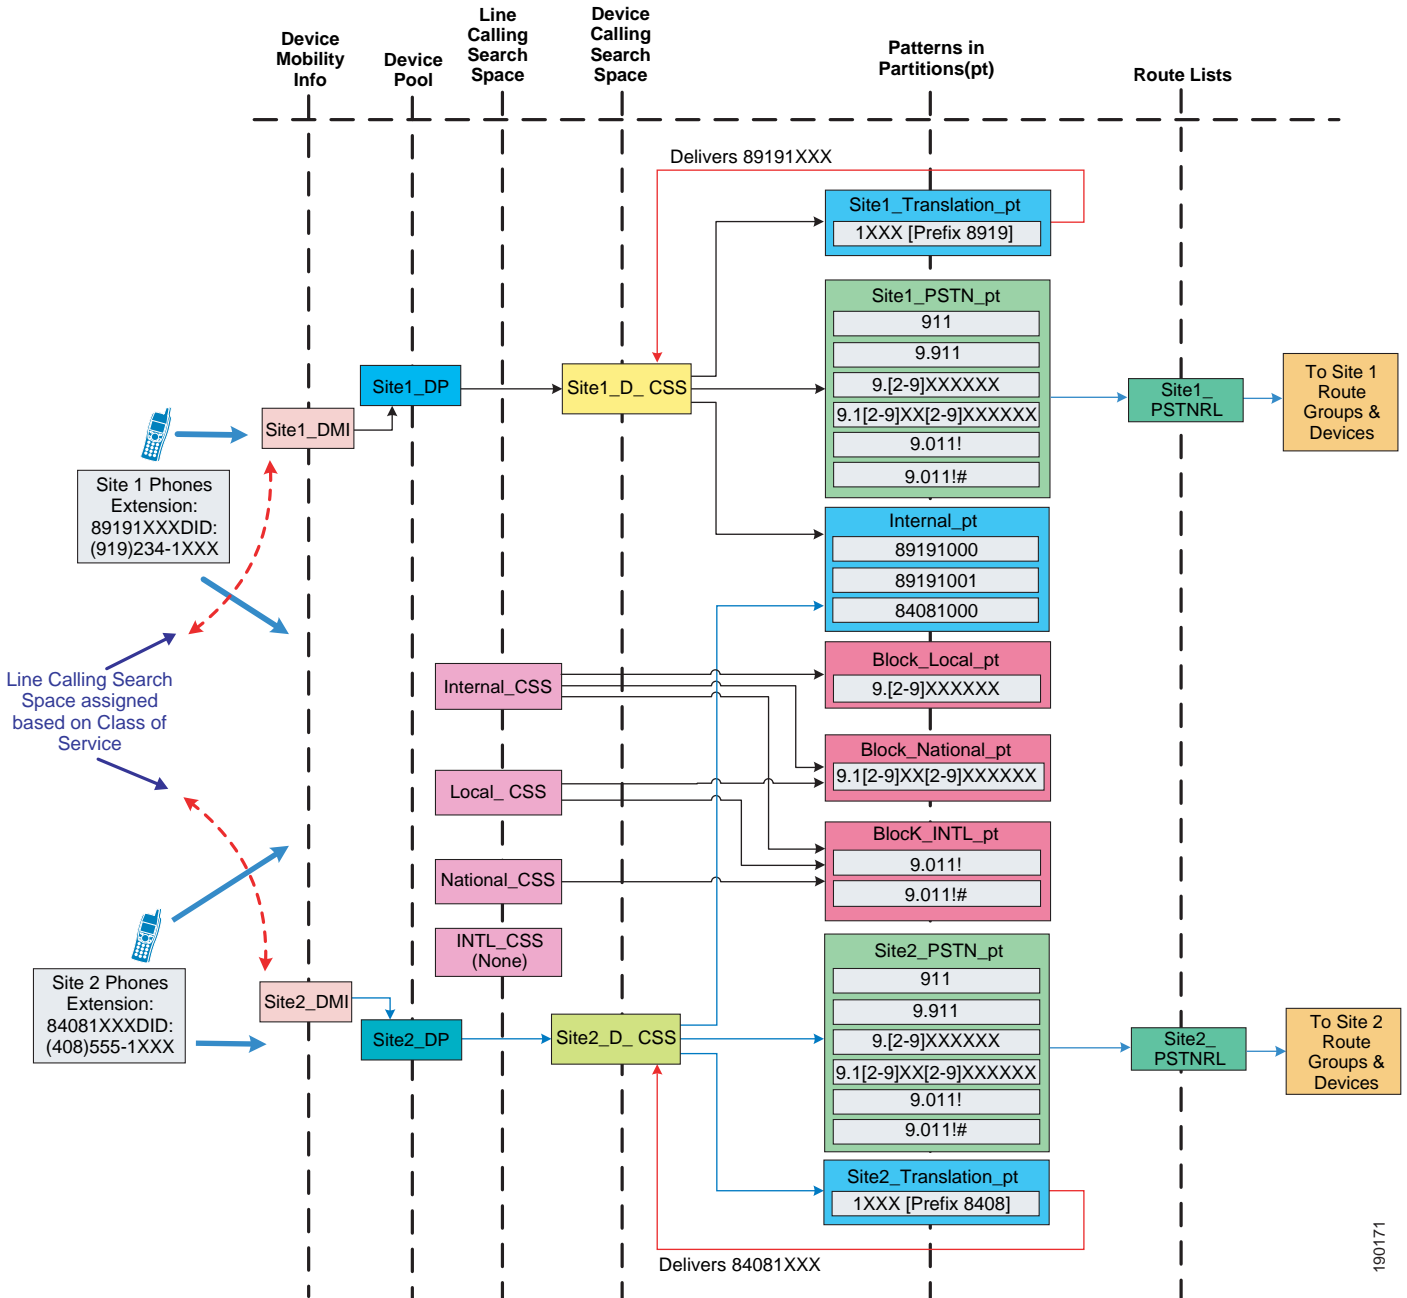 Device
Mobility
Info
Device
Pool
Line
Calling
Search
Space
Device
Calling
Search
Space
Patterns in
Partitions(pt)
Route Lists
Delivers 89191XXX
Site1_Translation_pt
1XXX [Prefix 8919]
Site1_PSTN_pt
911
9.911
9.[2-9]XXXXXX
9.1[2-9]XX[2-9]XXXXXX
9.011!
9.011!#
Site1_DMI
Site1_DP
Site1_D_ CSS
Site1_
PSTNRL
To Site 1
Route
Groups &
Devices
Site 1 Phones
Extension:
89191XXXDID:
(919)234-1XXX
Internal_pt
89191000
89191001
84081000
Line Calling Search
Space assigned
based on Class of
Service
Internal_CSS
Block_Local_pt
9.[2-9]XXXXXX
Block_National_pt
9.1[2-9]XX[2-9]XXXXXX
Local_ CSS
BlocK_INTL_pt
9.011!
9.011!#
National_CSS
INTL_CSS
(None)
Site2_PSTN_pt
911
9.911
9.[2-9]XXXXXX
9.1[2-9]XX[2-9]XXXXXX
9.011!
9.011!#
Site 2 Phones
Extension:
84081XXXDID:
(408)555-1XXX
Site2_DMI
Site2_DP
Site2_D_ CSS
Site2_
PSTNRL
To Site 2
Route
Groups &
Devices
Site2_Translation_pt
1XXX [Prefix 8408]
Delivers 84081XXX
190171